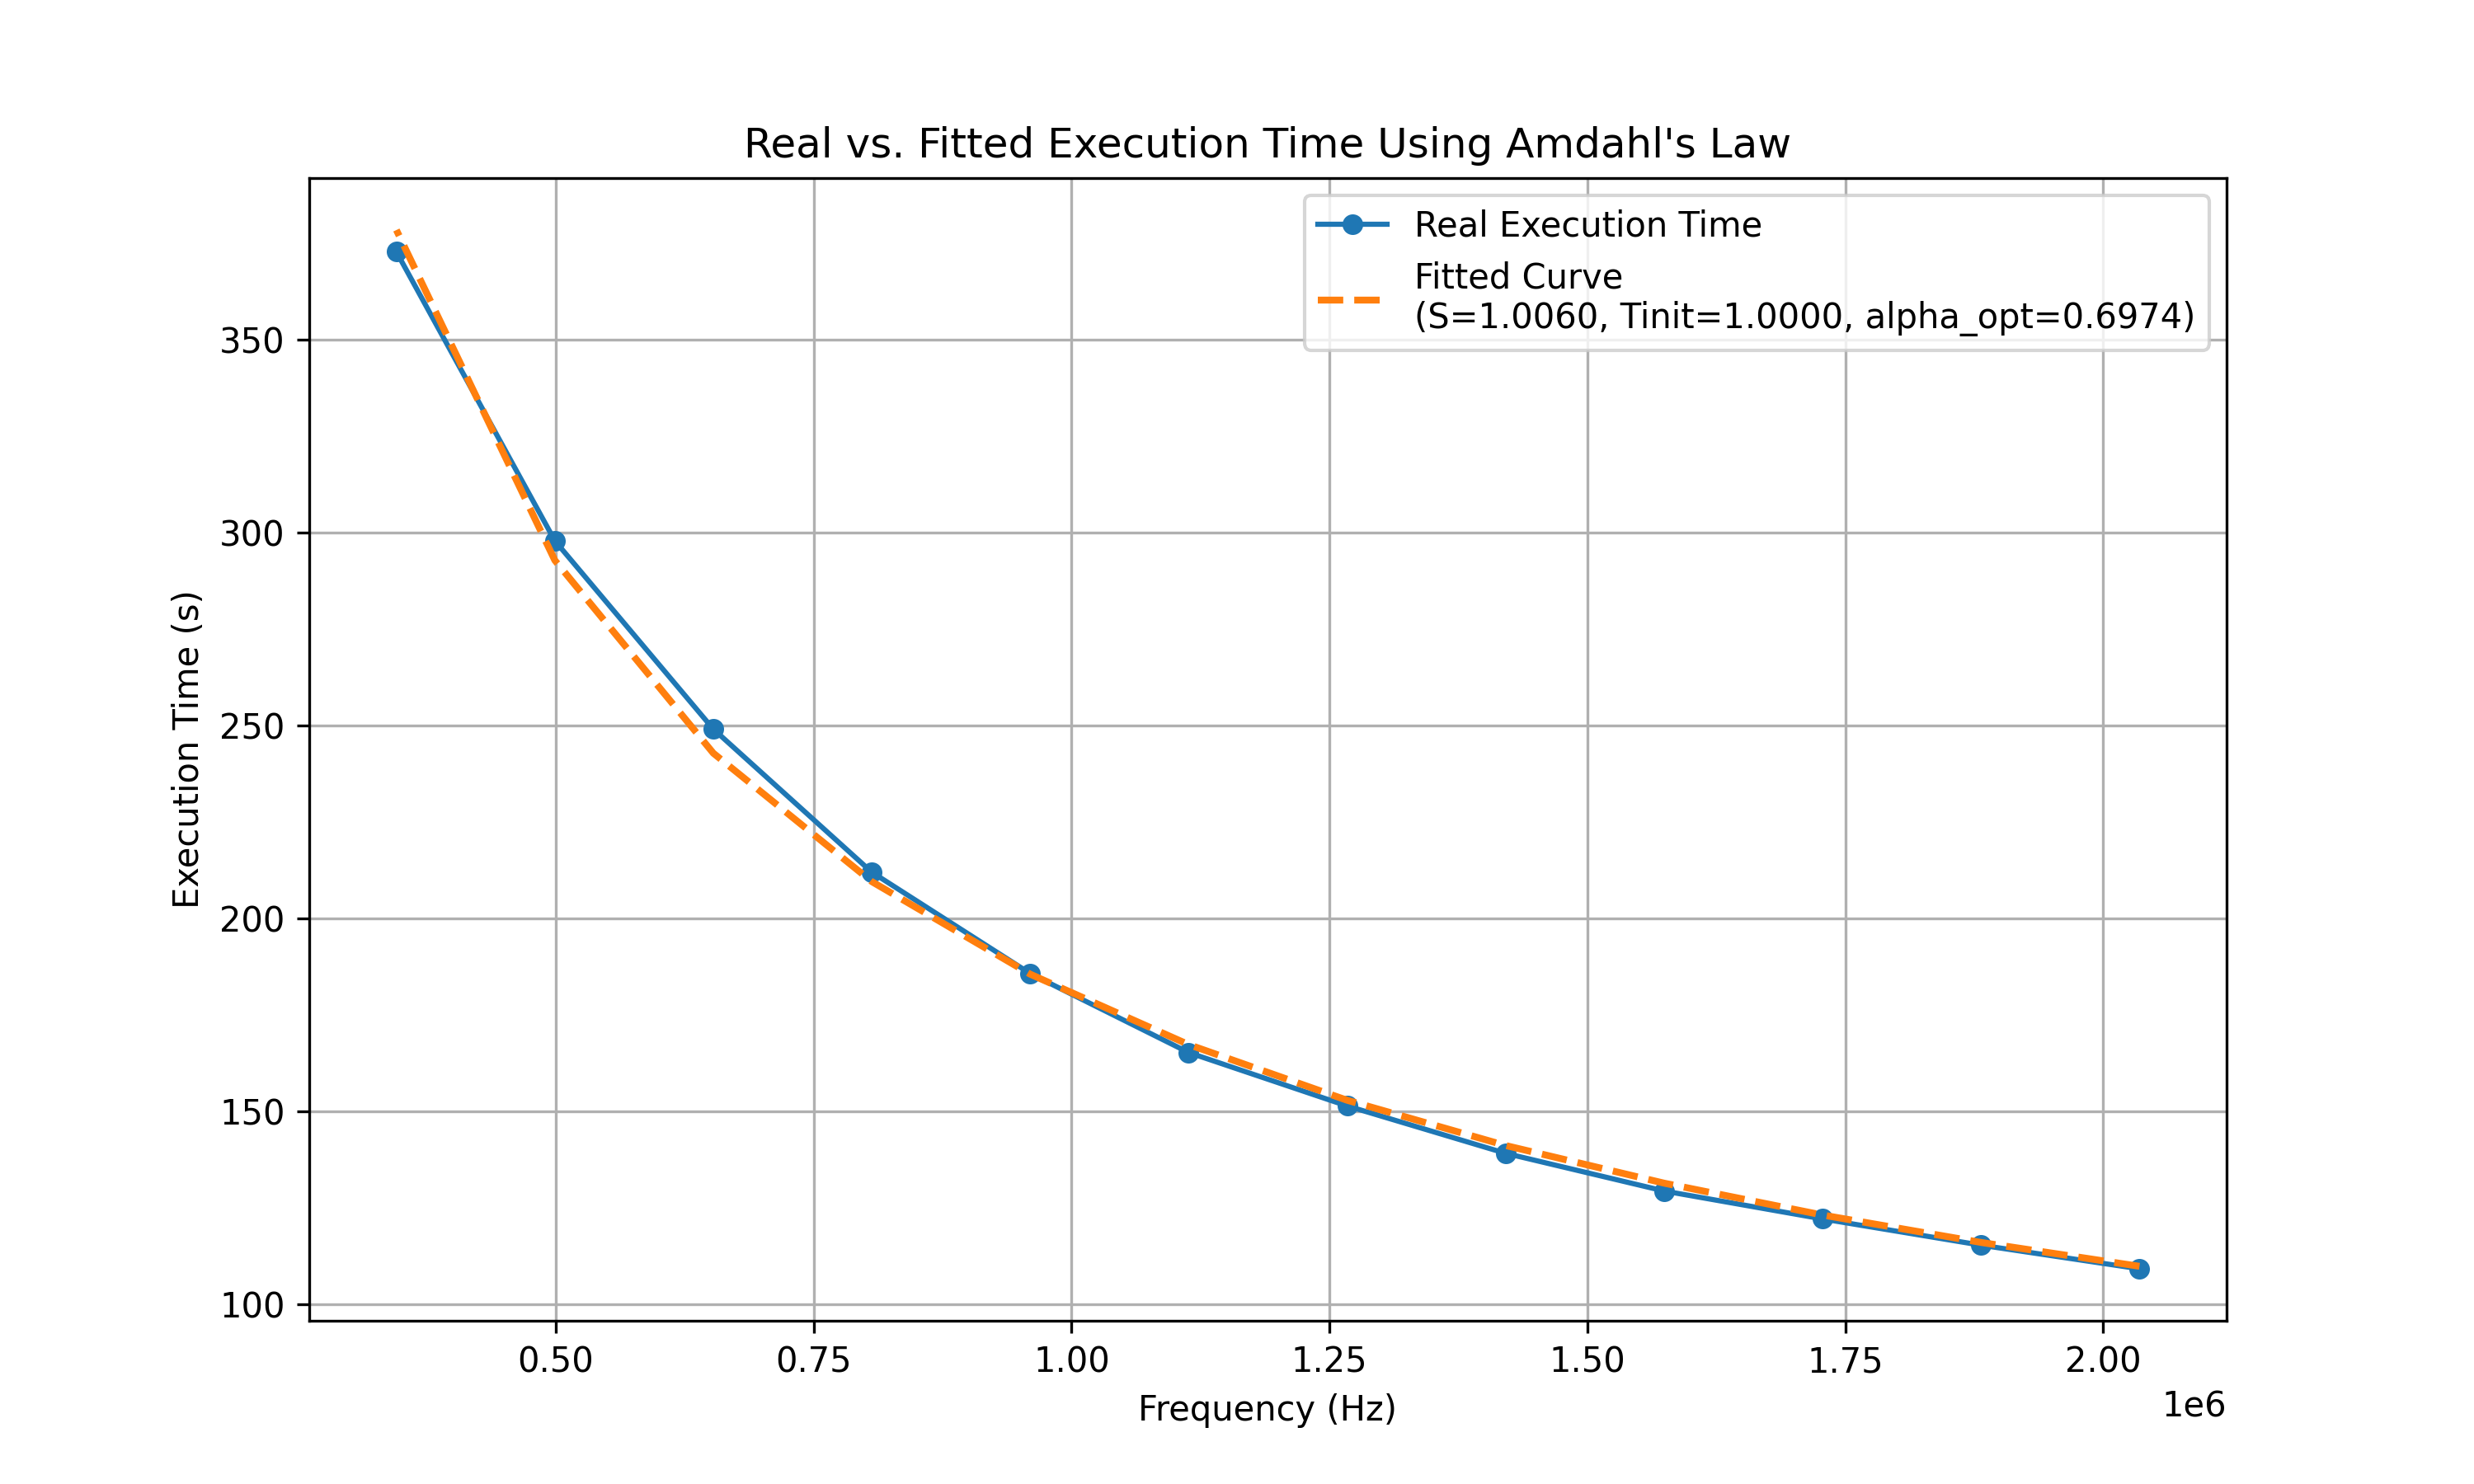 Real vs. Fitted Execution Time Using Amdahl's Law
Real Execution Time
Fitted Curve
(S=1.0060, Tinit=1.0000, alpha_opt=0.6974)
Execution Time (s)
350
300
250
200
150
100
0.50 0.75 1.00 1.25 1.50 1.75 2.00
1e6
Frequency (Hz)